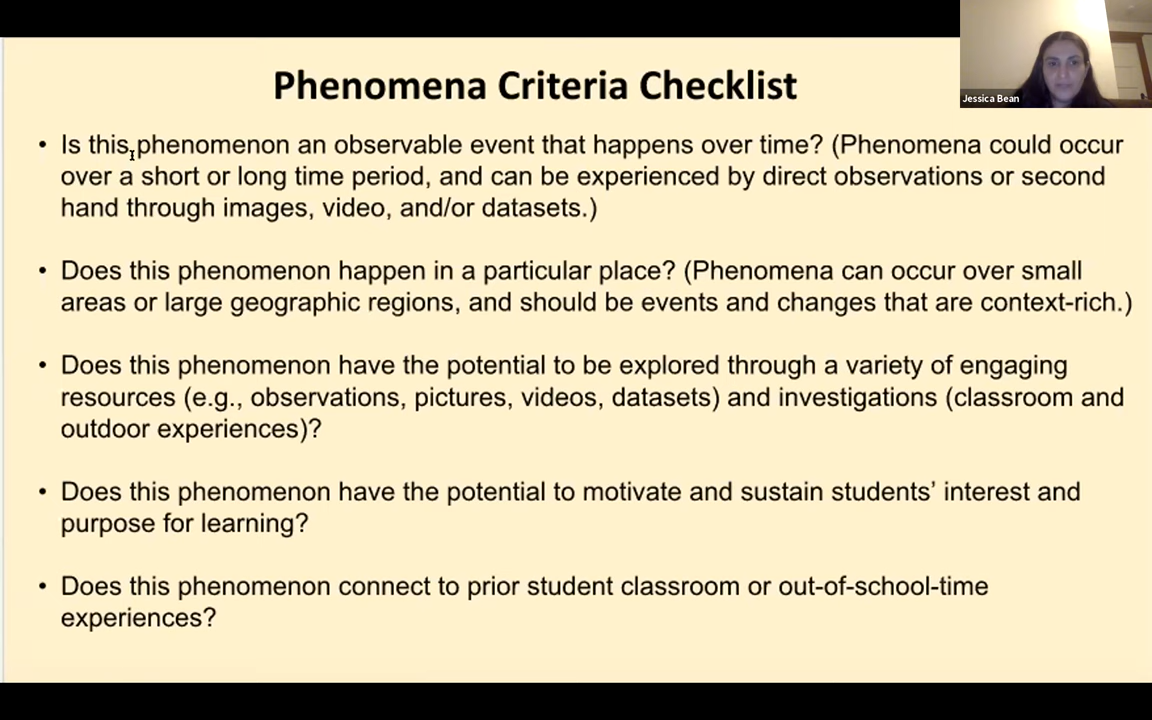 Phenomena Criteria Checklist
Jessica Bean
• Is this phenomenon an observable event that happens over time? (Phenomena could occur
over a short or long time period, and can be experienced by direct observations or second
hand through images, video, and/or datasets.)
• Does this phenomenon happen in a particular place? (Phenomena can occur over small
areas or large geographic regions, and should be events and changes that are context-rich.)
• Does this phenomenon have the potential to be explored through a variety of engaging
resources (e.g., observations, pictures, videos, datasets) and investigations (classroom and
outdoor experiences)?
• Does this phenomenon have the potential to motivate and sustain students’ interest and
purpose for learning?
• Does this phenomenon connect to prior student classroom or out-of-school-time
experiences?